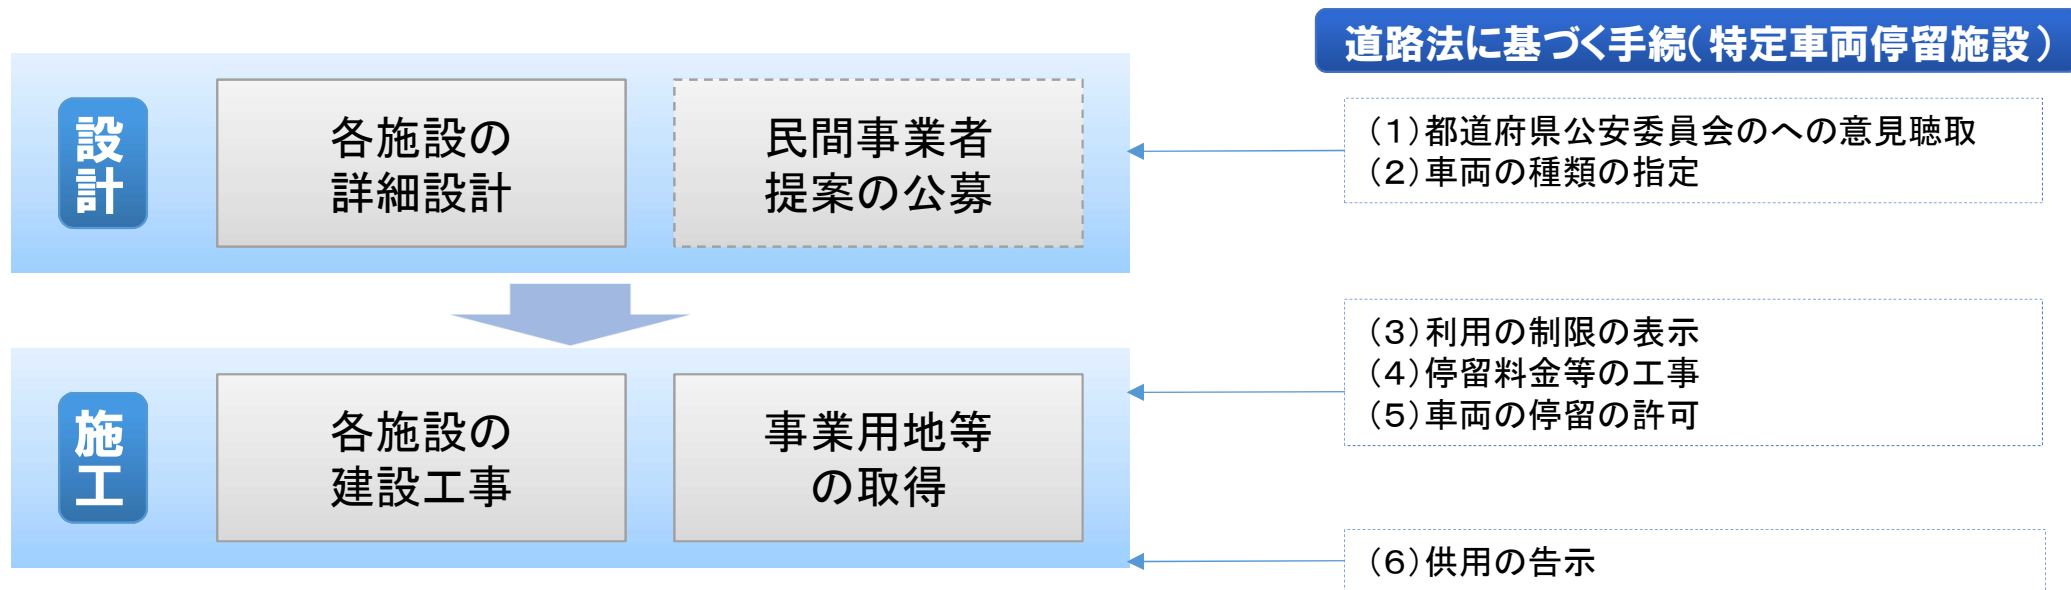 道路法に基づく手続(特定車両停留施設)
設計
各施設の
詳細設計
民間事業者
提案の公募
(1)都道府県公安委員会のへの意見聴取
(2)車両の種類の指定
施工
各施設の
建設工事
事業用地等
の取得
(3)利用の制限の表示
(4)停留料金等の工事
(5)車両の停留の許可
(6)供用の告示